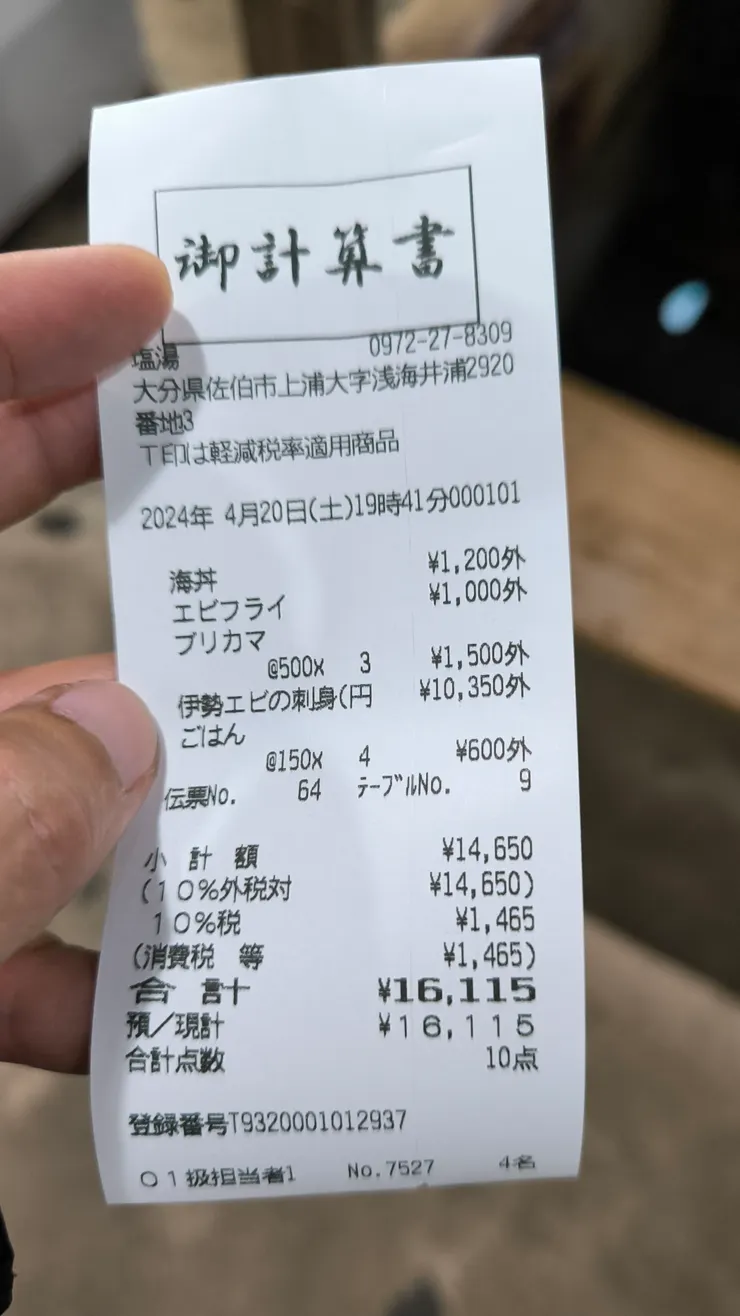 御計算書
塩湯 0972-27-8309
大分県佐伯市上浦大字浅海井浦2920
番地3
T印は軽減税率適用商品
2024年 4月20日(土)19時41分000101
海丼 ¥1,200外
エビフライ ¥1,000外
ブリカマ
@500X 3 ¥1,500外
伊勢エビの刺身(円 ¥10,350外
ごはん
@150X 4 ¥600外
伝票No. 64 テーブルNo. 9
小 計 額 ¥14,650
(10%外税対 ¥14,650)
10%税 ¥1,465
(消費税 等 ¥1,465)
合 計 ¥16,115
預/現計 ¥16,115
合計点数 10点
登録番号T9320001012937
01扱担当者1 No.7527 4名